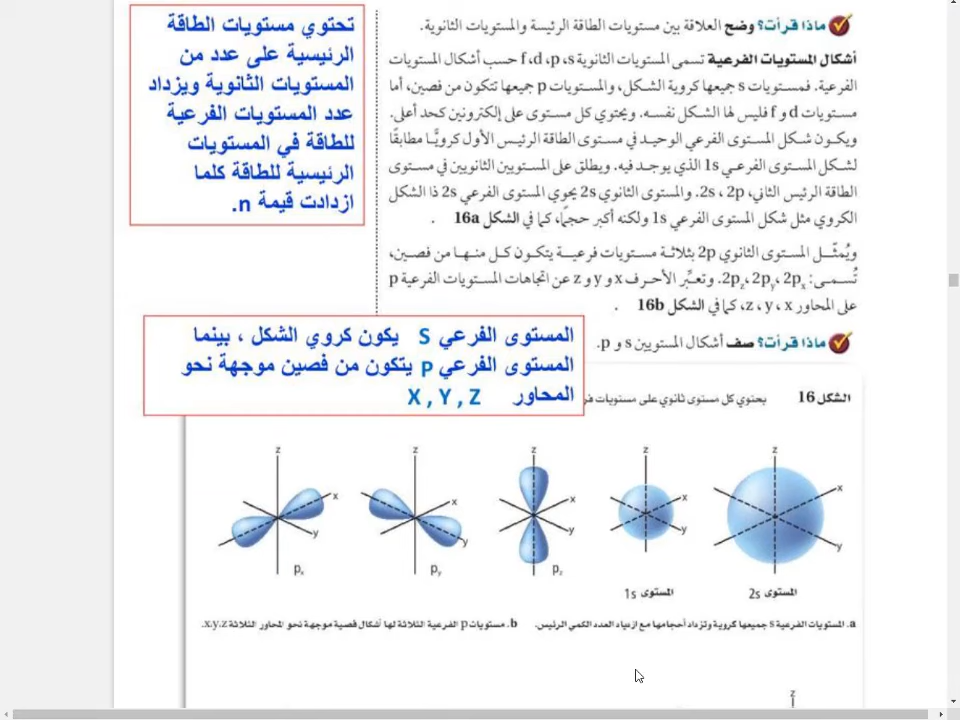 ماذا قرأت؟ وضح العلاقة بين مستويات الطاقة الرئيسة والمستويات الثانوية.
أشكال المستويات الفرعية تسمى المستويات الثانوية f،d ،p،s حسب أشكال المستويات
الفرعية. فمستويات s جميعها كروية الشكل، والمستويات p جميعها تتكون من فصين، أما
مستويات d و f فليس لها الشكل نفسه. ويحتوي كل مستوى على إلكترونين كحد أعلى.
ويكون شكل المستوى الفرعي الوحيد في مستوى الطاقة الرئيس الأول كرويًّا مطابقًا
لشكل المستوى الفرعي 1s الذي يوجد فيه. ويطلق على المستويين الثانويين في مستوى
الطاقة الرئيس الثاني، 2s ، 2p. والمستوى الثانوي 2s يحوي المستوى الفرعي 2s ذا الشكل
الكروي مثل شكل المستوى الفرعي 1s ولكنه أكبر حجمًا، كما في الشكل 16a .
ويُمثّل المستوى الثانوي 2p بثلاثة مستويات فرعية يتكون كل منها من فصين،
تُسمى: 2pz، 2py ،2px. وتعبِّر الأحرف x و y و z عن اتجاهات المستويات الفرعية p
على المحاور z ، y ، x، كما في الشكل 16b .
ماذا قرأت؟ صف أشكال المستويين s و p.
تحتوي مستويات الطاقة
الرئيسية على عدد من
المستويات الثانوية ويزداد
عدد المستويات الفرعية
للطاقة في المستويات
الرئيسية للطاقة كلما
ازدادت قيمة n.
المستوى الفرعي S يكون كروي الشكل ، بينما
المستوى الفرعي P يتكون من فصين موجهة نحو
المحاور X , Y , Z
الشكل 16 يحتوي كل مستوى ثانوي على مستويات
z x y
المستوى 2s
z x y
المستوى 1s
z x y
pz
z x y
py
z x y
px
a. المستويات الفرعية s جميعها كروية وتزداد أحجامها مع ازدياد العدد الكمي الرئيس.
b. مستويات p الفرعية الثلاثة لها أشكال فصية موجهة نحو المحاور الثلاثة x،y،z.
z